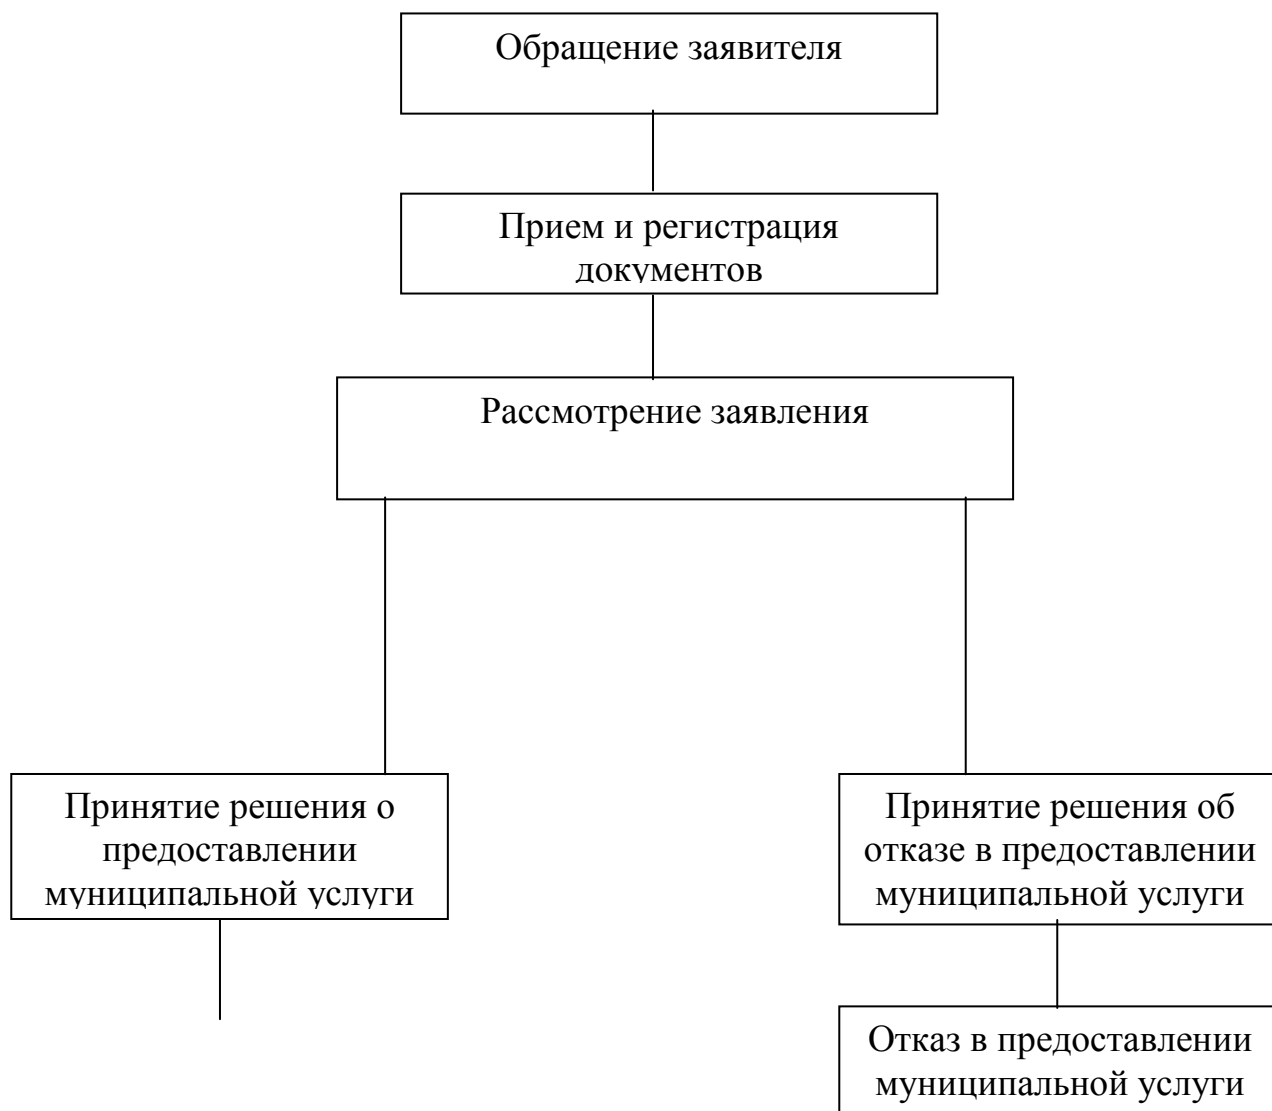 Обращение заявителя
Прием и регистрация
документов
Рассмотрение заявления
Принятие решения о
предоставлении
муниципальной услуги
Принятие решения об
отказе в предоставлении
муниципальной услуги
Отказ в предоставлении
муниципальной услуги